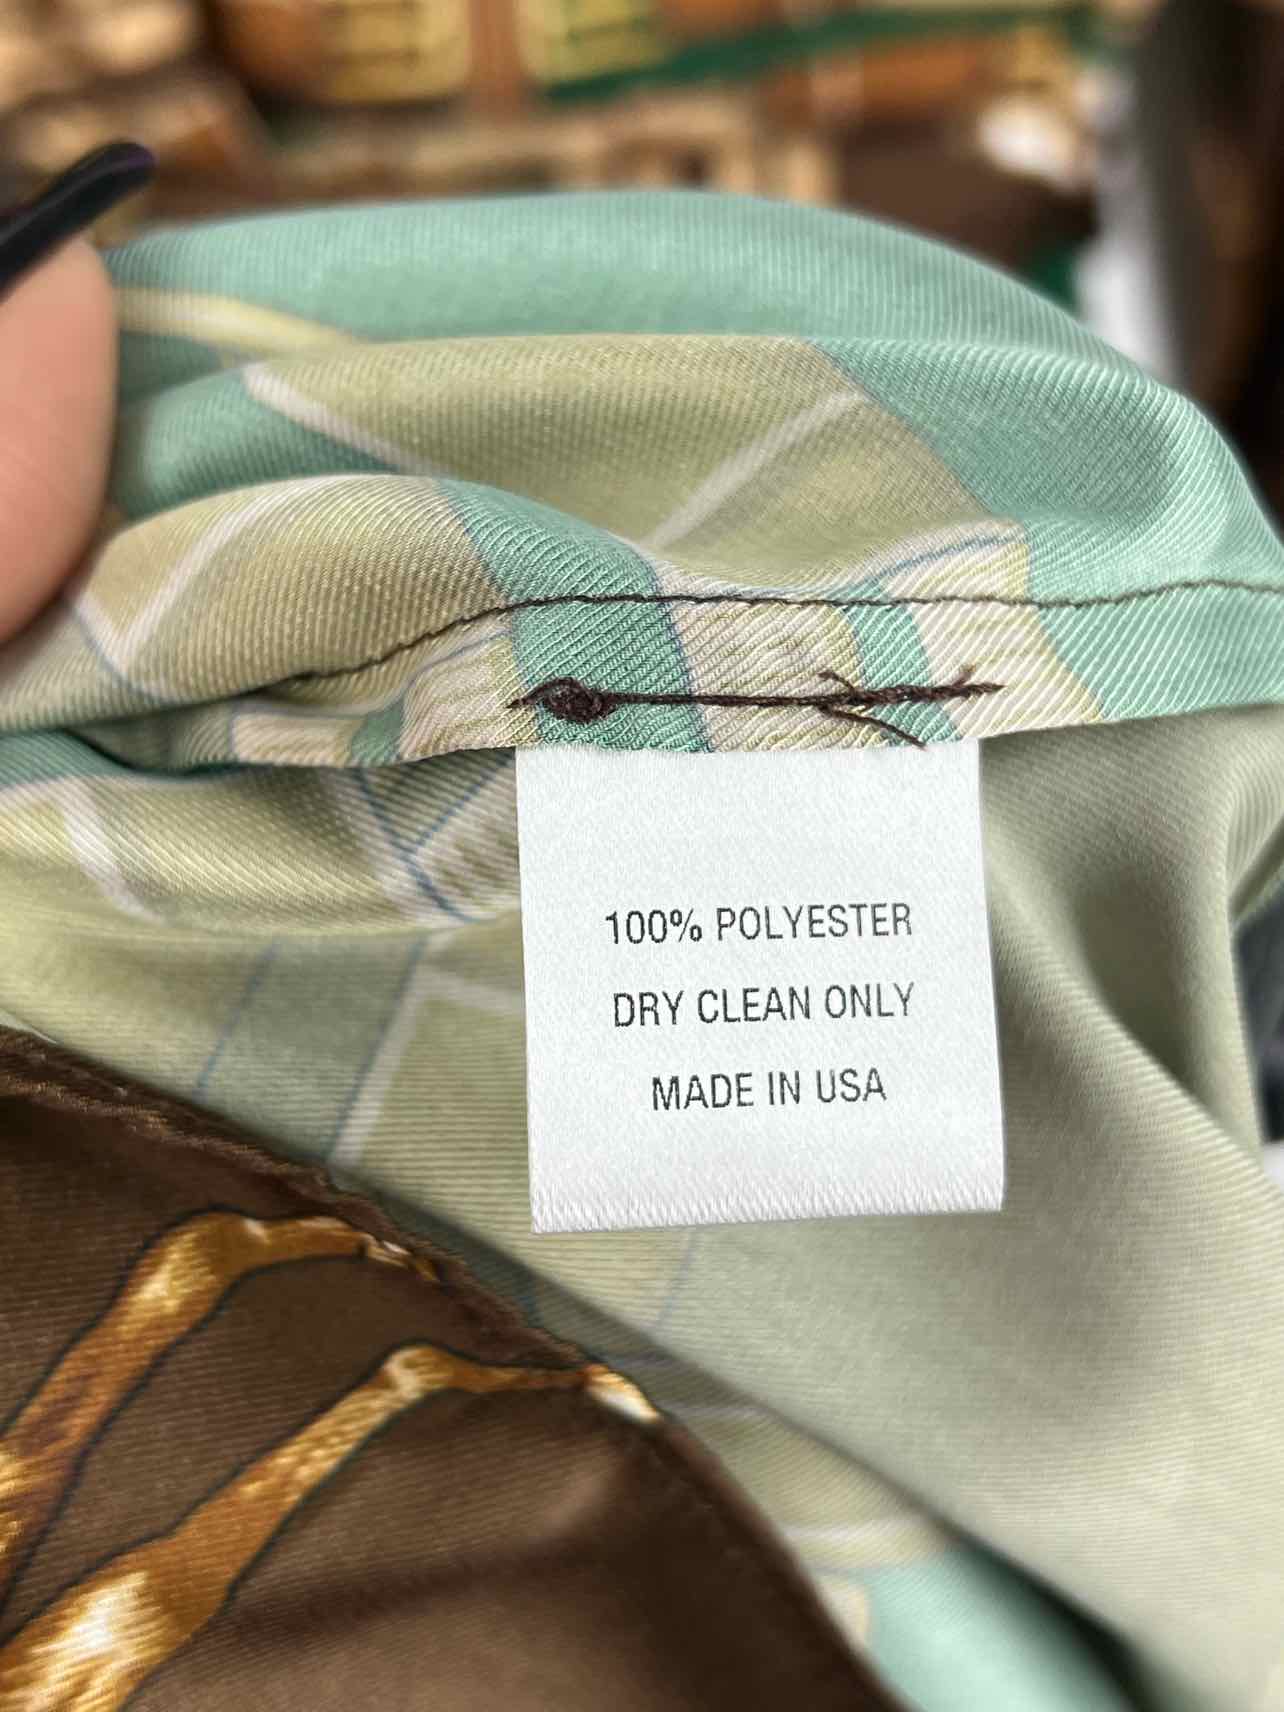 100% POLYESTER
DRY CLEAN ONLY
MADE IN USA